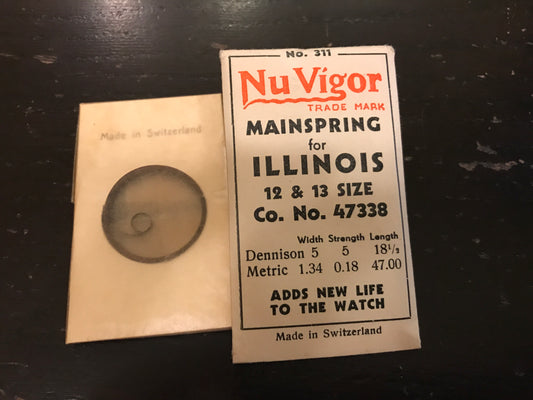 Made in Switzerland
No. 311
Nu Vigor
TRADE MARK
MAINSPRING
for
ILLINOIS
12 & 13 SIZE
Co. No. 47338
Width Strength Length
Dennison 5 5 18½
Metric 1.34 0.18 47.00
ADDS NEW LIFE
TO THE WATCH
Made in Switzerland